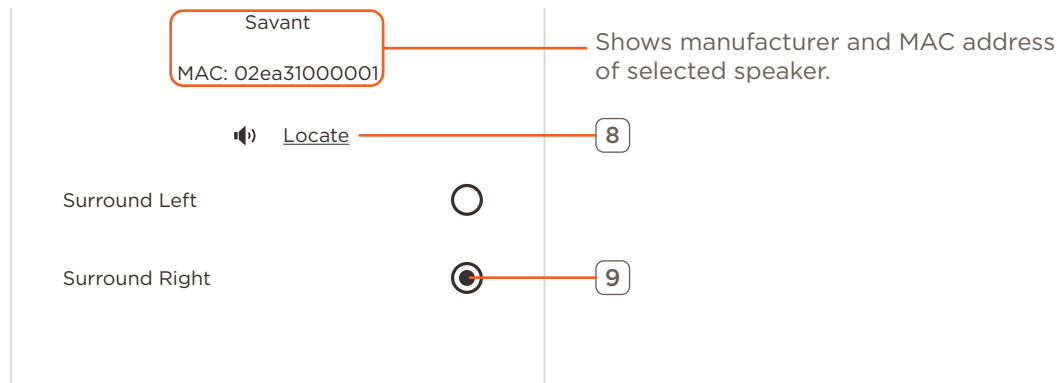 Savant
MAC: 02ea31000001
Shows manufacturer and MAC address
of selected speaker.
Locate
8
Surround Left
Surround Right
9